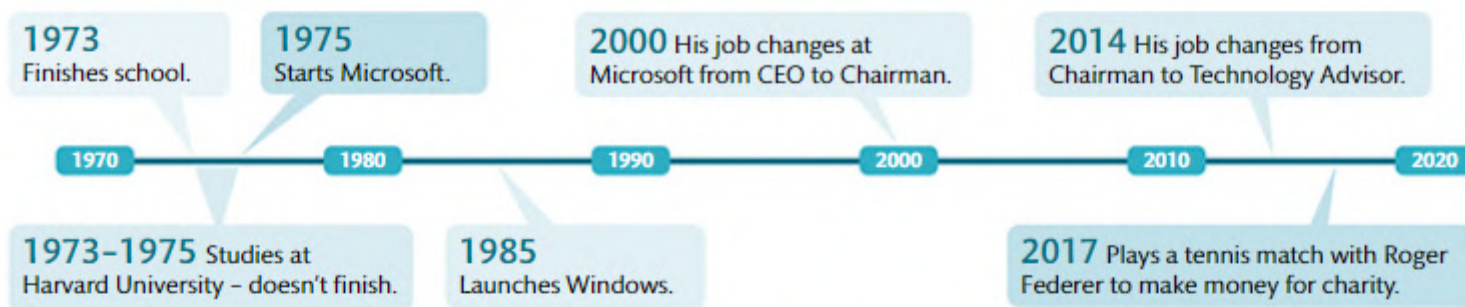 1973
Finishes school.
1975
Starts Microsoft.
2000 His job changes at
Microsoft from CEO to Chairman.
2014 His job changes from
Chairman to Technology Advisor.
1970
1980
1990
2000
2010
2020
1973–1975 Studies at
Harvard University – doesn't finish.
1985
Launches Windows.
2017 Plays a tennis match with Roger
Federer to make money for charity.